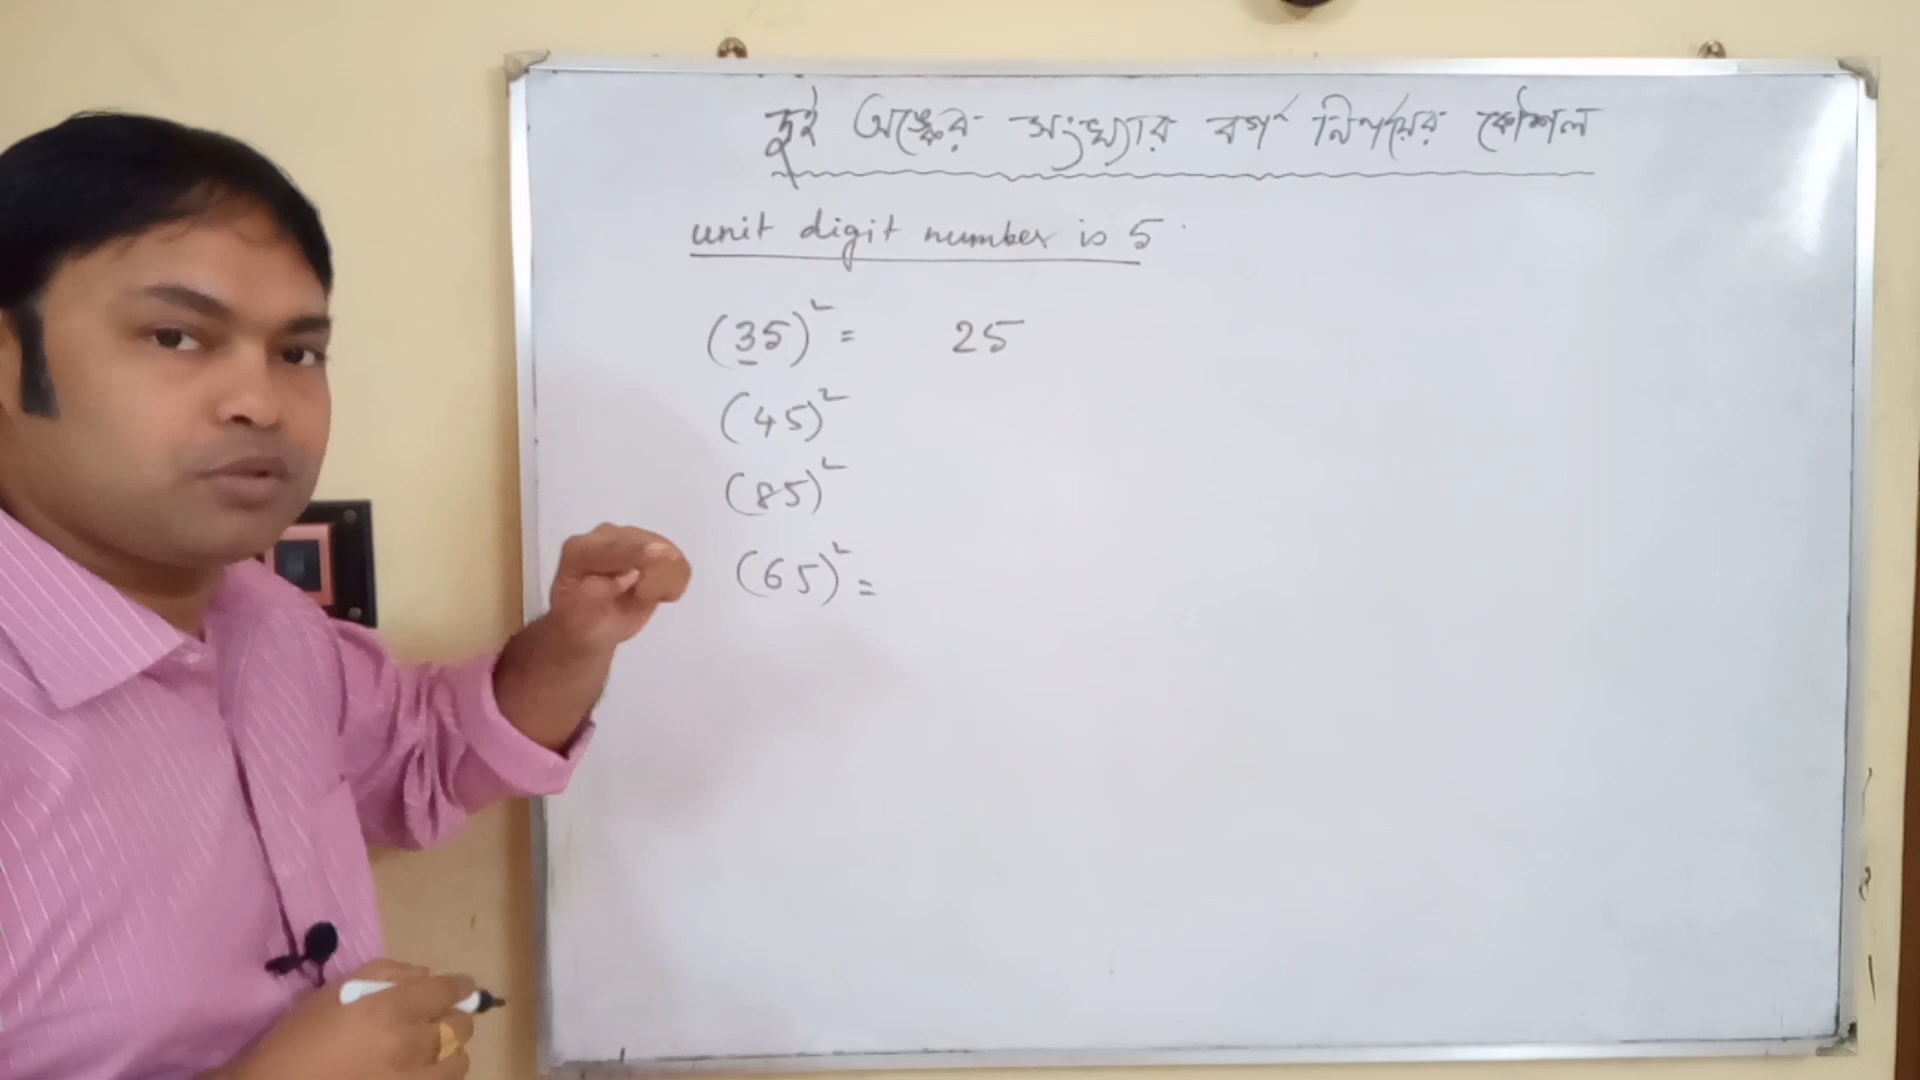 দুই অঙ্কের সংখ্যার বর্গ নির্ণয়ের কৌশল
unit digit number is 5
(35)² = 25
(45)²
(85)²
(65)² =